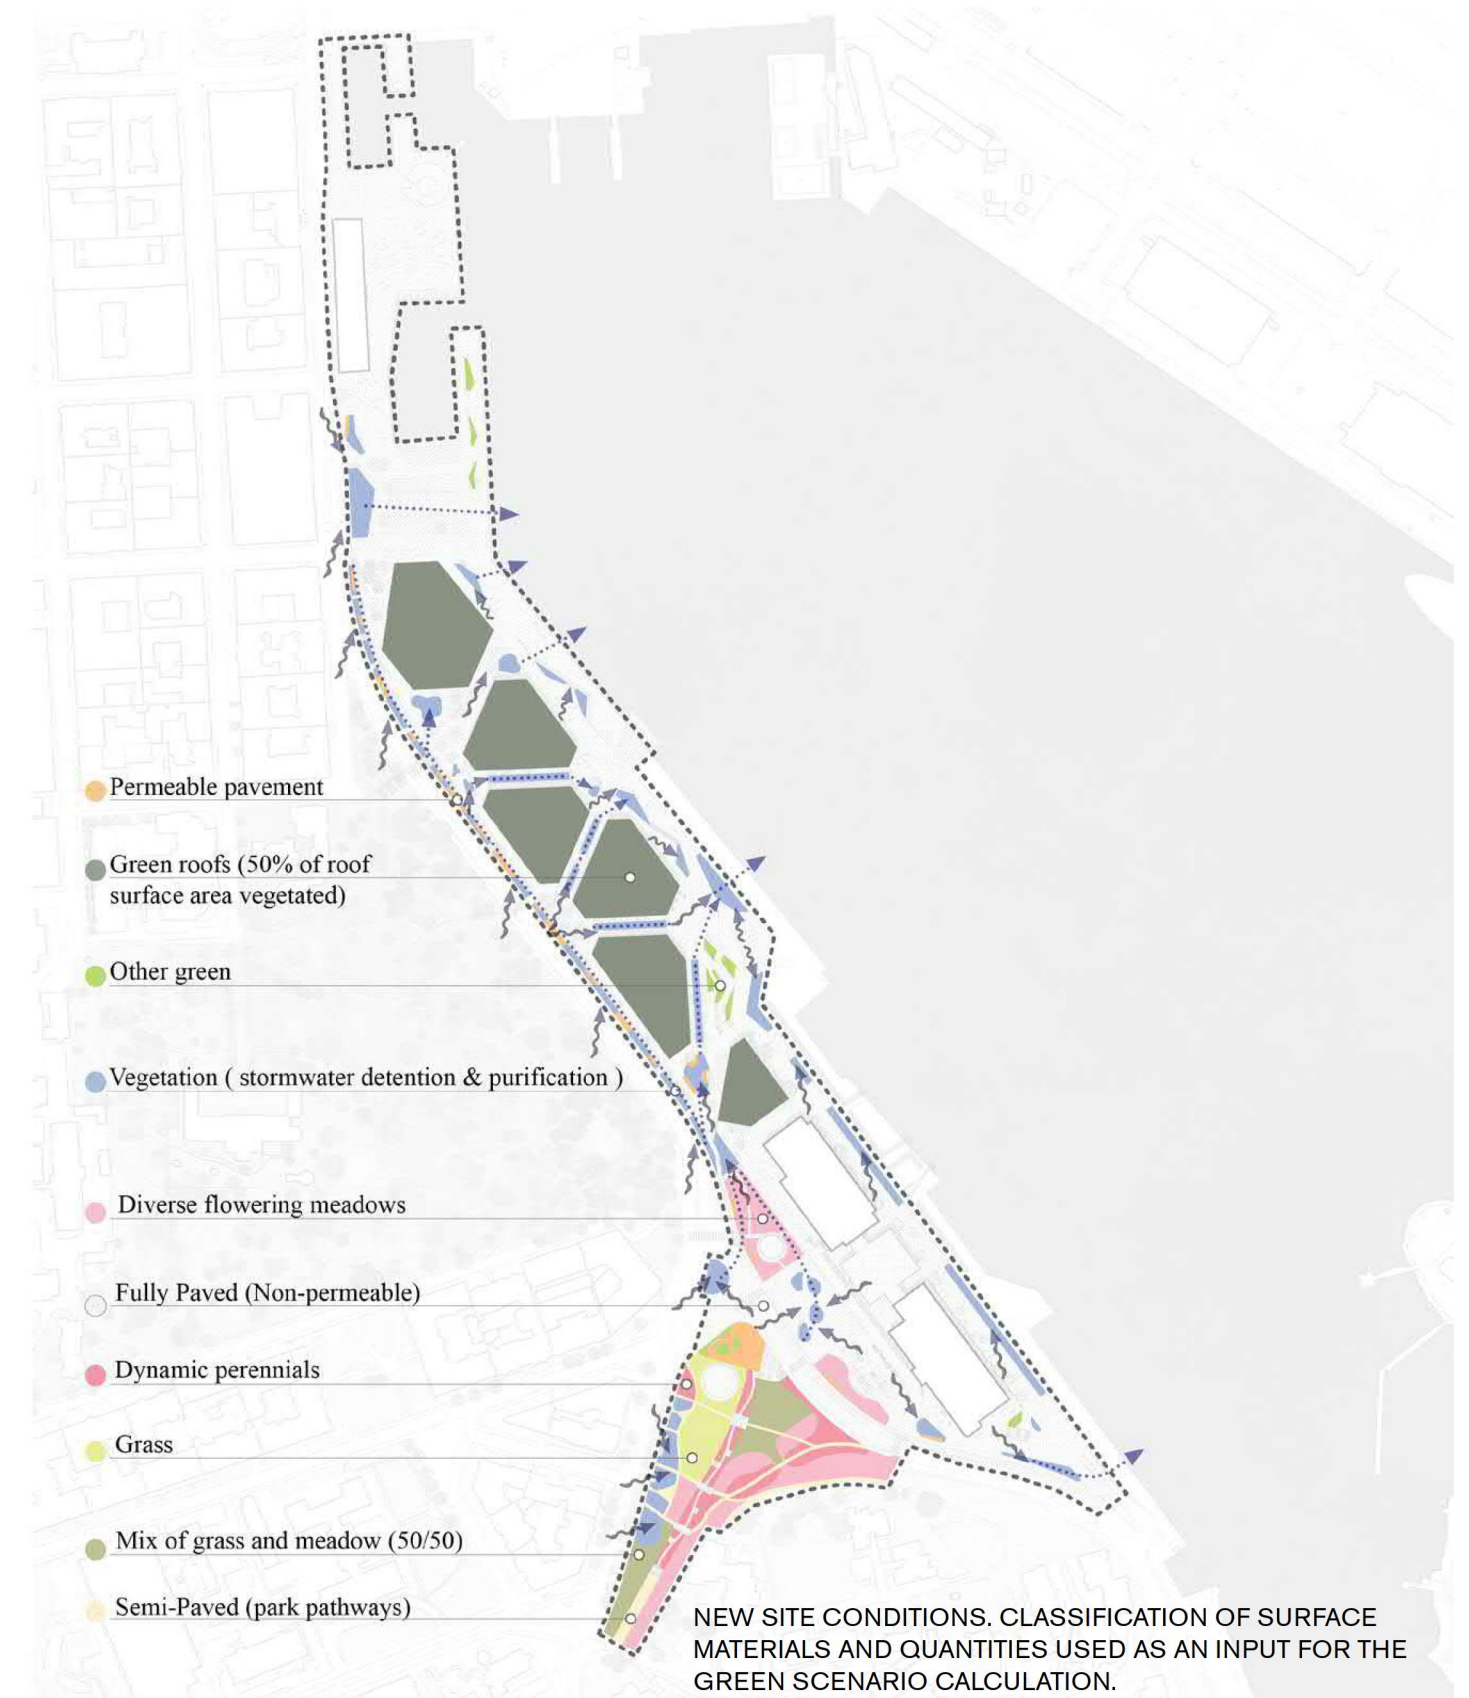 Permeable pavement
Green roofs (50% of roof
surface area vegetated)
Other green
Vegetation ( stormwater detention & purification )
Diverse flowering meadows
Fully Paved (Non-permeable)
Dynamic perennials
Grass
Mix of grass and meadow (50/50)
Semi-Paved (park pathways)
NEW SITE CONDITIONS. CLASSIFICATION OF SURFACE
MATERIALS AND QUANTITIES USED AS AN INPUT FOR THE
GREEN SCENARIO CALCULATION.